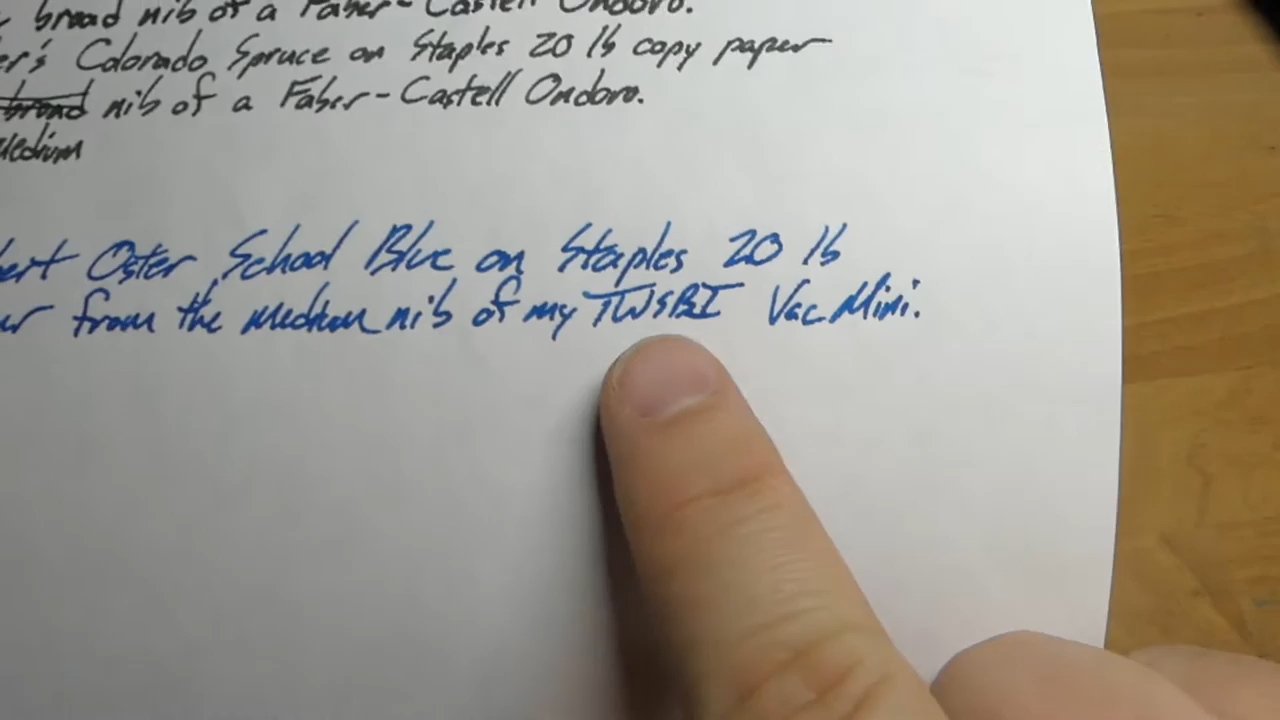 broad nib of a Faber-Castell Ondoro.
er's Colorado Spruce on Staples 20 lb copy paper
broad nib of a Faber-Castell Ondoro.
Medium
bert Oster School Blue on Staples 20 lb
from the medium nib of my TWSBI Vac Mini.